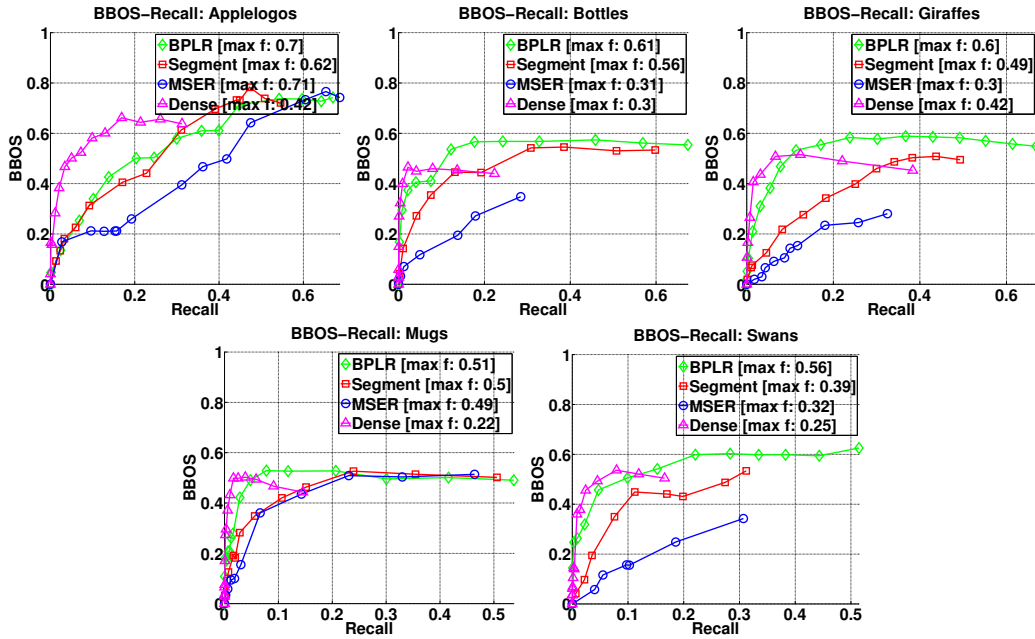 BBOS−Recall: Applelogos
1
0.8
0.6
0.4
0.2
0
0 0.2 0.4 0.6
BBOS
Recall
BPLR [max f: 0.7]
Segment [max f: 0.62]
MSER [max f: 0.71]
Dense [max f: 0.42]
BBOS−Recall: Bottles
1
0.8
0.6
0.4
0.2
0
0 0.2 0.4 0.6
BBOS
Recall
BPLR [max f: 0.61]
Segment [max f: 0.56]
MSER [max f: 0.31]
Dense [max f: 0.3]
BBOS−Recall: Giraffes
1
0.8
0.6
0.4
0.2
0
0 0.2 0.4 0.6
BBOS
Recall
BPLR [max f: 0.6]
Segment [max f: 0.49]
MSER [max f: 0.3]
Dense [max f: 0.42]
BBOS−Recall: Mugs
1
0.8
0.6
0.4
0.2
0
0 0.1 0.2 0.3 0.4 0.5
BBOS
Recall
BPLR [max f: 0.51]
Segment [max f: 0.5]
MSER [max f: 0.49]
Dense [max f: 0.22]
BBOS−Recall: Swans
1
0.8
0.6
0.4
0.2
0
0 0.1 0.2 0.3 0.4 0.5
BBOS
Recall
BPLR [max f: 0.56]
Segment [max f: 0.39]
MSER [max f: 0.32]
Dense [max f: 0.25]